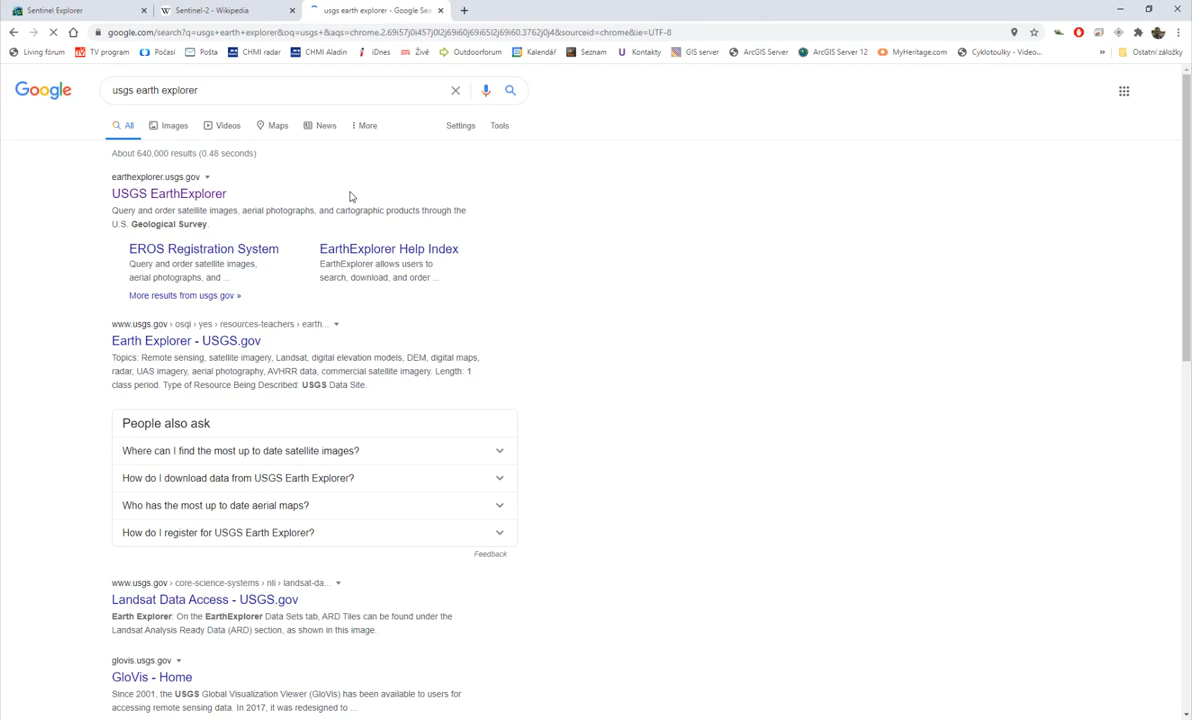 Sentinel Explorer
Sentinel-2 - Wikipedia
usgs earth explorer - Google Sea
google.com/search?q=usgs+earth+explorer&oq=usgs+&aqs=chrome.2.69i57j0i457j0l2j69i60j69i65l2j69i60.3762j0j4&sourceid=chrome&ie=UTF-8
Living fórum TV program Počasí Pošta CHMI radar CHMI Aladin iDnes Živě Outdoorforum Kalendář Seznam Kontakty GIS server ArcGIS Server ArcGIS Server 12 MyHeritage.com Cyklotoulky - Video... » Ostatní záložky
Google
usgs earth explorer
All Images Videos Maps News More Settings Tools
About 640,000 results (0.48 seconds)
earthexplorer.usgs.gov
USGS EarthExplorer
Query and order satellite images, aerial photographs, and cartographic products through the
U.S. Geological Survey.
EROS Registration System EarthExplorer Help Index
Query and order satellite images, EarthExplorer allows users to
aerial photographs, and ... search, download, and order ...
More results from usgs.gov »
www.usgs.gov › osqi › yes › resources-teachers › earth...
Earth Explorer - USGS.gov
Topics: Remote sensing, satellite imagery, Landsat, digital elevation models, DEM, digital maps,
radar, UAS imagery, aerial photography, AVHRR data, commercial satellite imagery. Length: 1
class period. Type of Resource Being Described: USGS Data Site.
People also ask
Where can I find the most up to date satellite images?
How do I download data from USGS Earth Explorer?
Who has the most up to date aerial maps?
How do I register for USGS Earth Explorer?
Feedback
www.usgs.gov › core-science-systems › nli › landsat-da...
Landsat Data Access - USGS.gov
Earth Explorer: On the EarthExplorer Data Sets tab, ARD Tiles can be found under the
Landsat Analysis Ready Data (ARD) section, as shown in this image.
glovis.usgs.gov
GloVis - Home
Since 2001, the USGS Global Visualization Viewer (GloVis) has been available to users for
accessing remote sensing data. In 2017, it was redesigned to ...